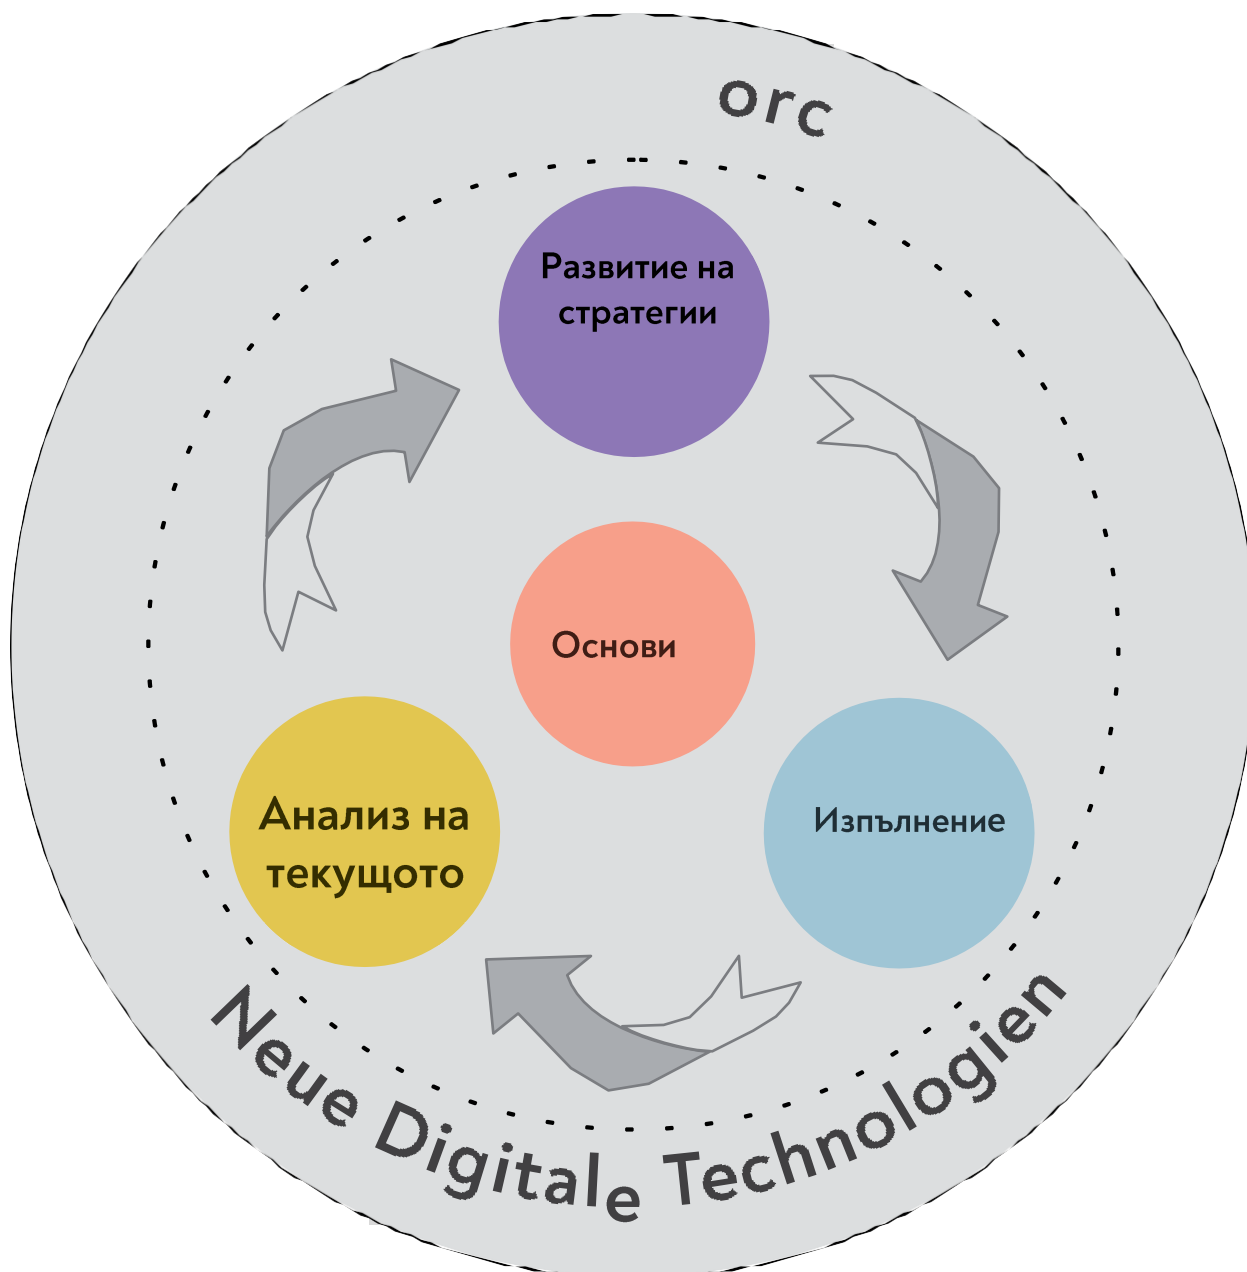 orc
Развитие на
стратегии
Основи
Анализ на
текущото
Изпълнение
Neue Digitale Technologien